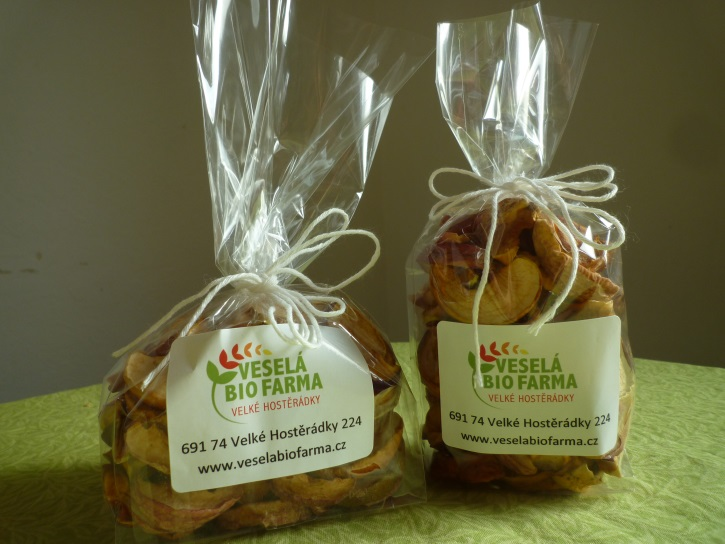 VESELÁ
BIO FARMA
VELKÉ HOSTĚRÁDKY
691 74 Velké Hostěrádky 224
www.veselabiofarma.cz
VESELÁ
BIO FARMA
VELKÉ HOSTĚRÁDKY
691 74 Velké Hostěrádky 224
www.veselabiofarma.cz